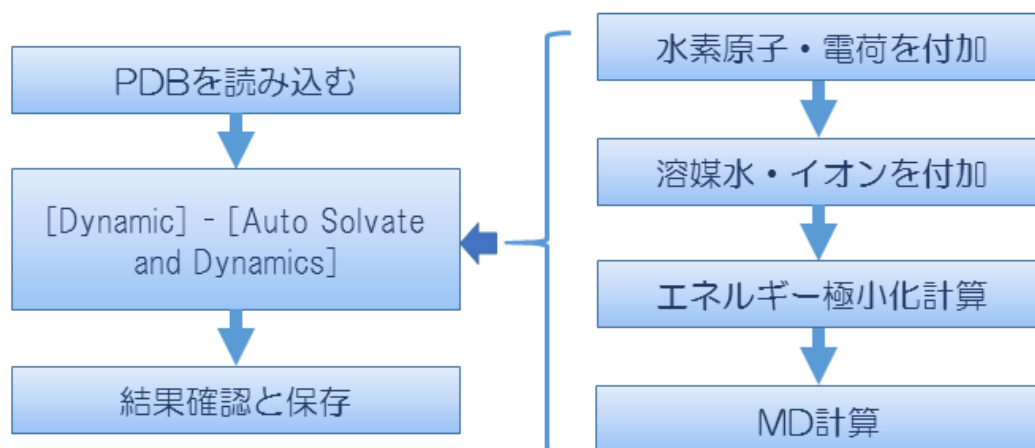 PDBを読み込む
[Dynamic] - [Auto Solvate
and Dynamics]
結果確認と保存
水素原子・電荷を付加
溶媒水・イオンを付加
エネルギー極小化計算
MD計算